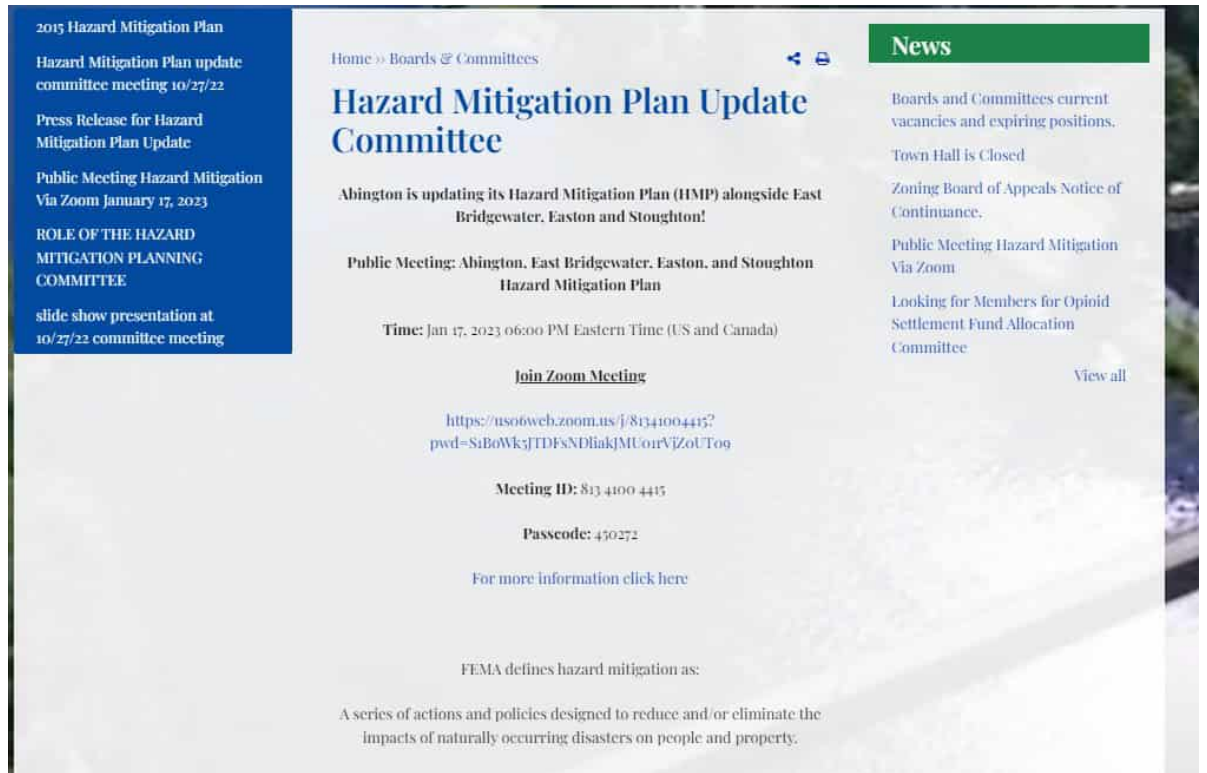 2015 Hazard Mitigation Plan
Hazard Mitigation Plan update
committee meeting 10/27/22
Press Release for Hazard
Mitigation Plan Update
Public Meeting Hazard Mitigation
Via Zoom January 17, 2023
ROLE OF THE HAZARD
MITIGATION PLANNING
COMMITTEE
slide show presentation at
10/27/22 committee meeting
Home » Boards & Committees
Hazard Mitigation Plan Update
Committee
Abington is updating its Hazard Mitigation Plan (HMP) alongside East
Bridgewater, Easton and Stoughton!
Public Meeting: Abington, East Bridgewater, Easton, and Stoughton
Hazard Mitigation Plan
Time: Jan 17, 2023 06:00 PM Eastern Time (US and Canada)
Join Zoom Meeting
https://us06web.zoom.us/j/81341004415?
Meeting ID: 813 4100 4415
Passcode: 450272
For more information click here
FEMA defines hazard mitigation as:
A series of actions and policies designed to reduce and/or eliminate the
impacts of naturally occurring disasters on people and property.
News
Boards and Committees current
vacancies and expiring positions.
Town Hall is Closed
Zoning Board of Appeals Notice of
Continuance.
Public Meeting Hazard Mitigation
Via Zoom
Looking for Members for Opioid
Settlement Fund Allocation
Committee
View all